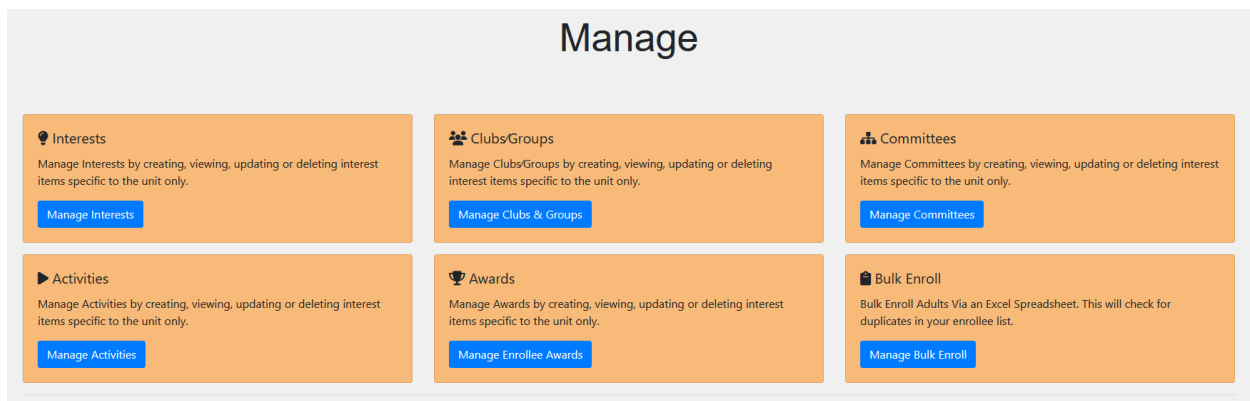 Manage
Interests
Manage Interests by creating, viewing, updating or deleting interest
items specific to the unit only.
Manage Interests
Clubs/Groups
Manage Clubs/Groups by creating, viewing, updating or deleting
interest items specific to the unit only.
Manage Clubs & Groups
Committees
Manage Committees by creating, viewing, updating or deleting interest
items specific to the unit only.
Manage Committees
Activities
Manage Activities by creating, viewing, updating or deleting interest
items specific to the unit only.
Manage Activities
Awards
Manage Awards by creating, viewing, updating or deleting interest
items specific to the unit only.
Manage Enrollee Awards
Bulk Enroll
Bulk Enroll Adults Via an Excel Spreadsheet. This will check for
duplicates in your enrollee list.
Manage Bulk Enroll